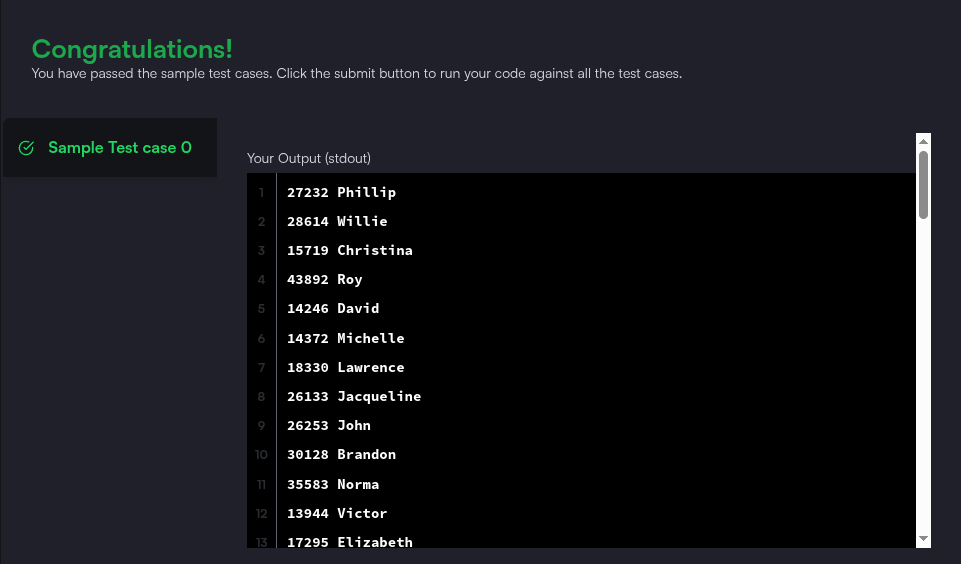 Congratulations!
You have passed the sample test cases. Click the submit button to run your code against all the test cases.
Sample Test case 0
Your Output (stdout)
1 27232 Phillip
2 28614 Willie
3 15719 Christina
4 43892 Roy
5 14246 David
6 14372 Michelle
7 18330 Lawrence
8 26133 Jacqueline
9 26253 John
10 30128 Brandon
11 35583 Norma
12 13944 Victor
13 17295 Elizabeth